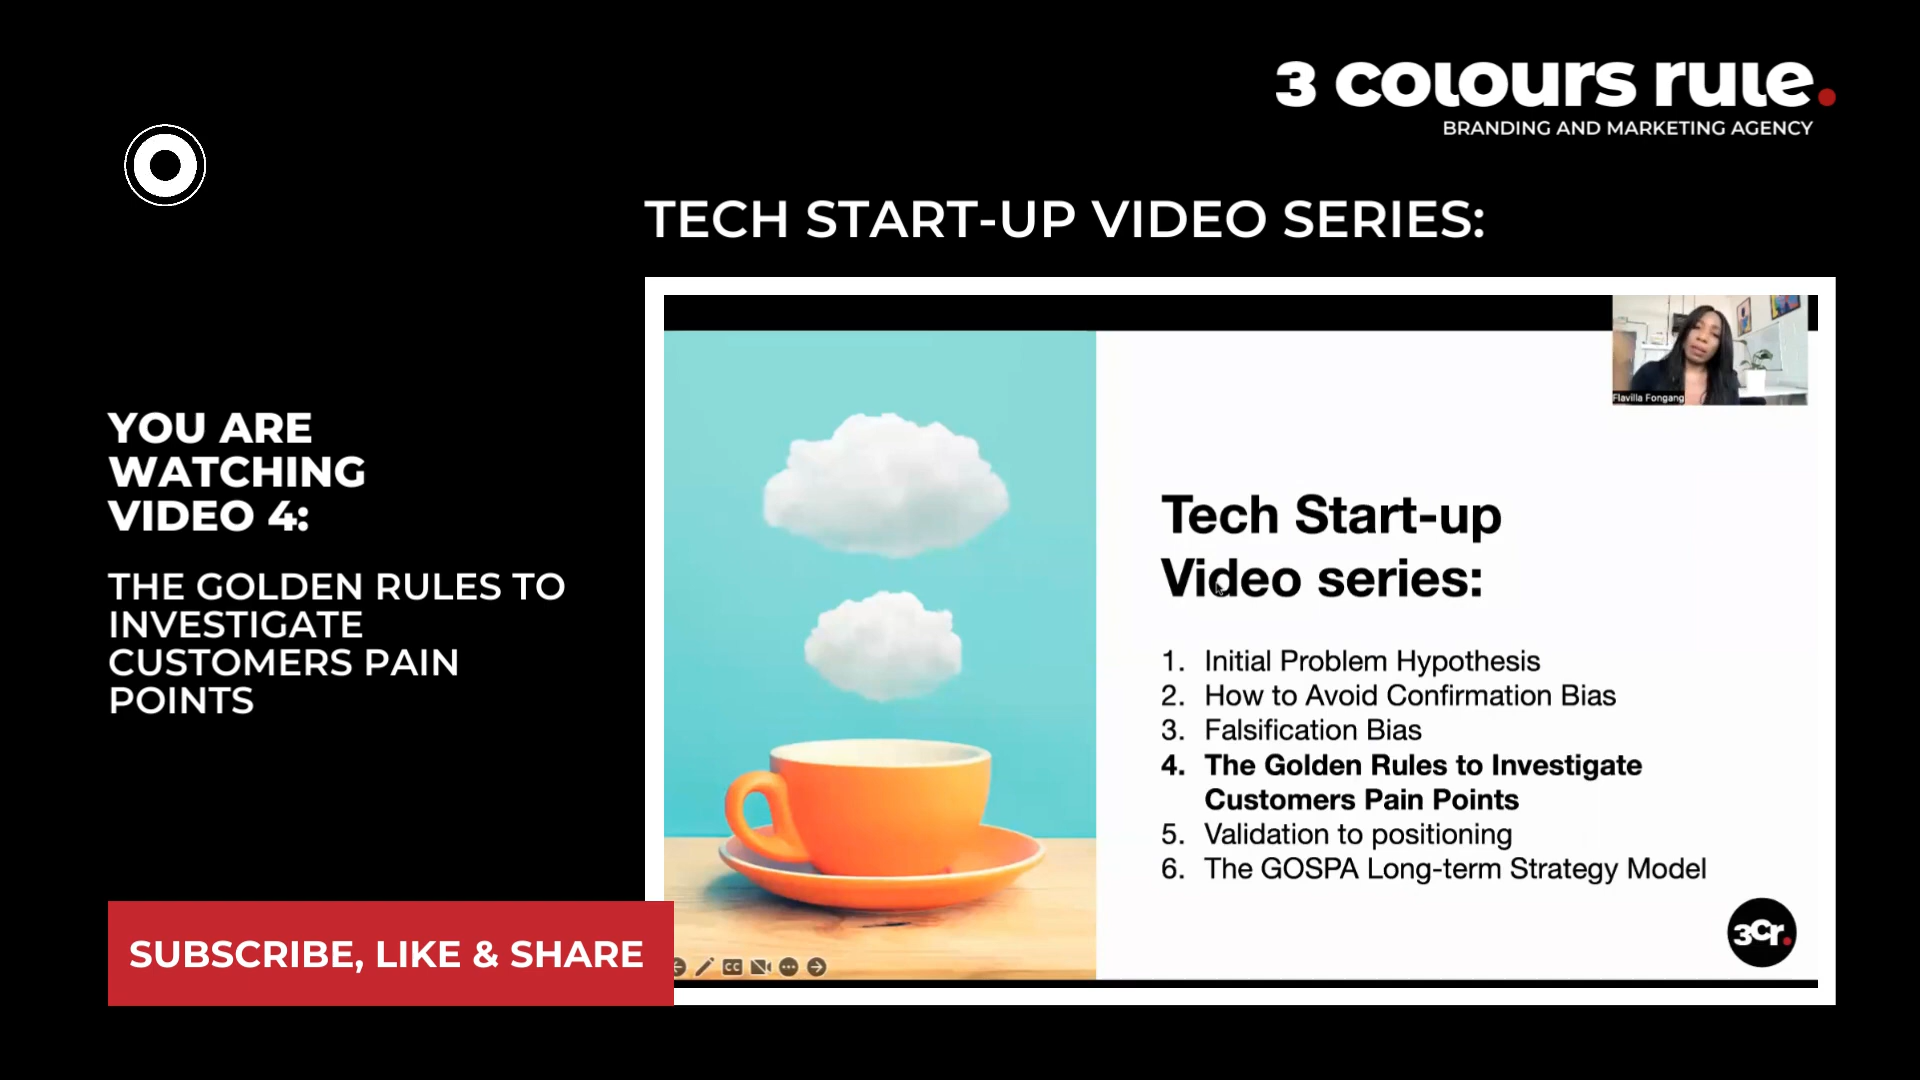 3 colours rule.
BRANDING AND MARKETING AGENCY
TECH START-UP VIDEO SERIES:
YOU ARE
WATCHING
VIDEO 4:
THE GOLDEN RULES TO
INVESTIGATE
CUSTOMERS PAIN
POINTS
SUBSCRIBE, LIKE & SHARE
Flavilla Fongang
Tech Start-up
Video series:
1. Initial Problem Hypothesis
2. How to Avoid Confirmation Bias
3. Falsification Bias
4. The Golden Rules to Investigate
Customers Pain Points
5. Validation to positioning
6. The GOSPA Long-term Strategy Model
CC
3Cr.